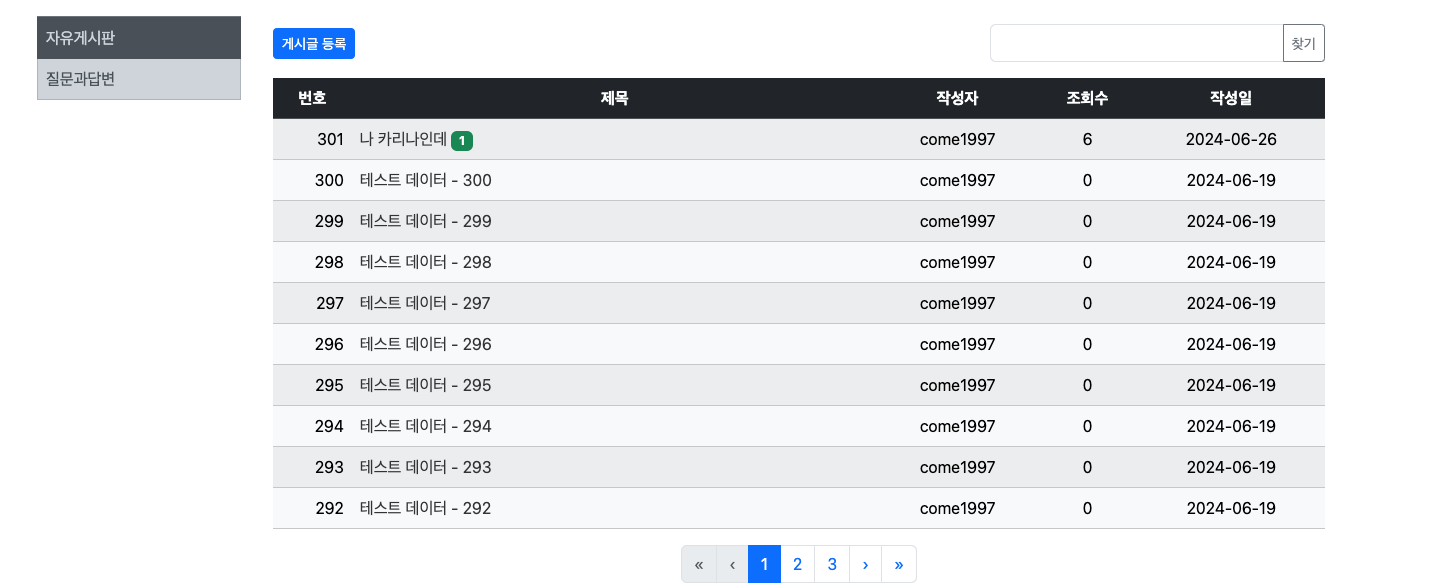 자유게시판
질문과답변
게시글 등록
찾기
번호 제목 작성자 조회수 작성일
301 나 카리나인데 1 come1997 6 2024-06-26
300 테스트 데이터 - 300 come1997 0 2024-06-19
299 테스트 데이터 - 299 come1997 0 2024-06-19
298 테스트 데이터 - 298 come1997 0 2024-06-19
297 테스트 데이터 - 297 come1997 0 2024-06-19
296 테스트 데이터 - 296 come1997 0 2024-06-19
295 테스트 데이터 - 295 come1997 0 2024-06-19
294 테스트 데이터 - 294 come1997 0 2024-06-19
293 테스트 데이터 - 293 come1997 0 2024-06-19
292 테스트 데이터 - 292 come1997 0 2024-06-19
« ‹ 1 2 3 › »